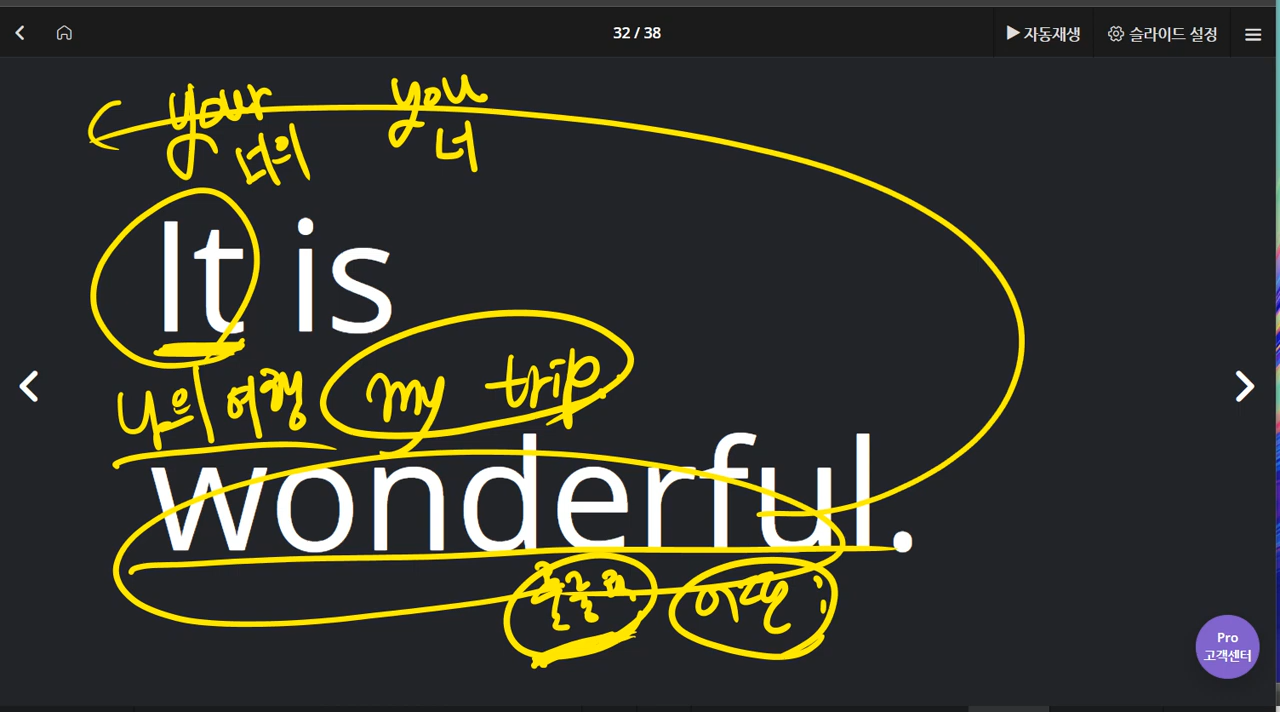 32 / 38
▶ 자동재생
슬라이드 설정
your you
너의 너
It is
나의 여행 my trip
wonderful.
훌륭한 어떤
Pro
고객센터